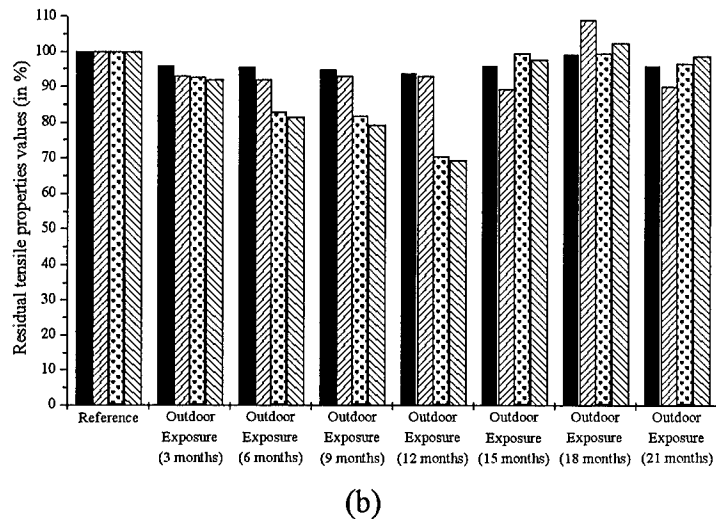 Residual tensile properties values (in %)
110
100
90
80
70
60
50
40
30
20
10
0
Reference
Outdoor Exposure (3 months)
Outdoor Exposure (6 months)
Outdoor Exposure (9 months)
Outdoor Exposure (12 months)
Outdoor Exposure (15 months)
Outdoor Exposure (18 months)
Outdoor Exposure (21 months)
(b)